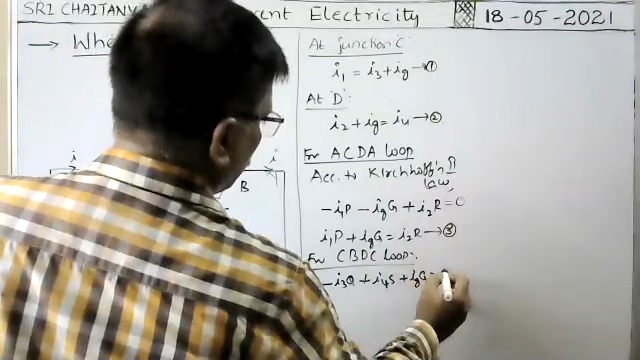 SRI CHAITANYA Current Electricity 18-05-2021
→ Whe
At junction 'C'
i₁ = i₃ + ig →①
At 'D'
i₂ + ig = i₄ →②
For ACDA loop
Acc. to Kirchhoff's II law,
-i₁P - igG + i₂R = 0
i₁P + igG = i₂R →③
For CBDC loop:
-i₃Q + i₄S + igG =
i i
B